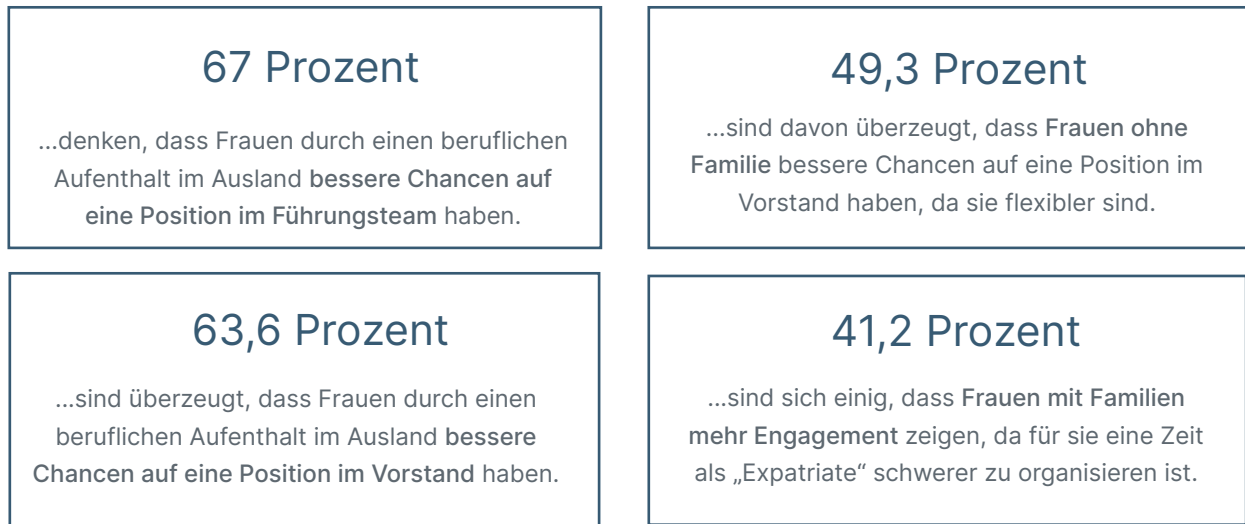 67 Prozent
...denken, dass Frauen durch einen beruflichen
Aufenthalt im Ausland bessere Chancen auf
eine Position im Führungsteam haben.
49,3 Prozent
...sind davon überzeugt, dass Frauen ohne
Familie bessere Chancen auf eine Position im
Vorstand haben, da sie flexibler sind.
63,6 Prozent
...sind überzeugt, dass Frauen durch einen
beruflichen Aufenthalt im Ausland bessere
Chancen auf eine Position im Vorstand haben.
41,2 Prozent
...sind sich einig, dass Frauen mit Familien
mehr Engagement zeigen, da für sie eine Zeit
als „Expatriate“ schwerer zu organisieren ist.